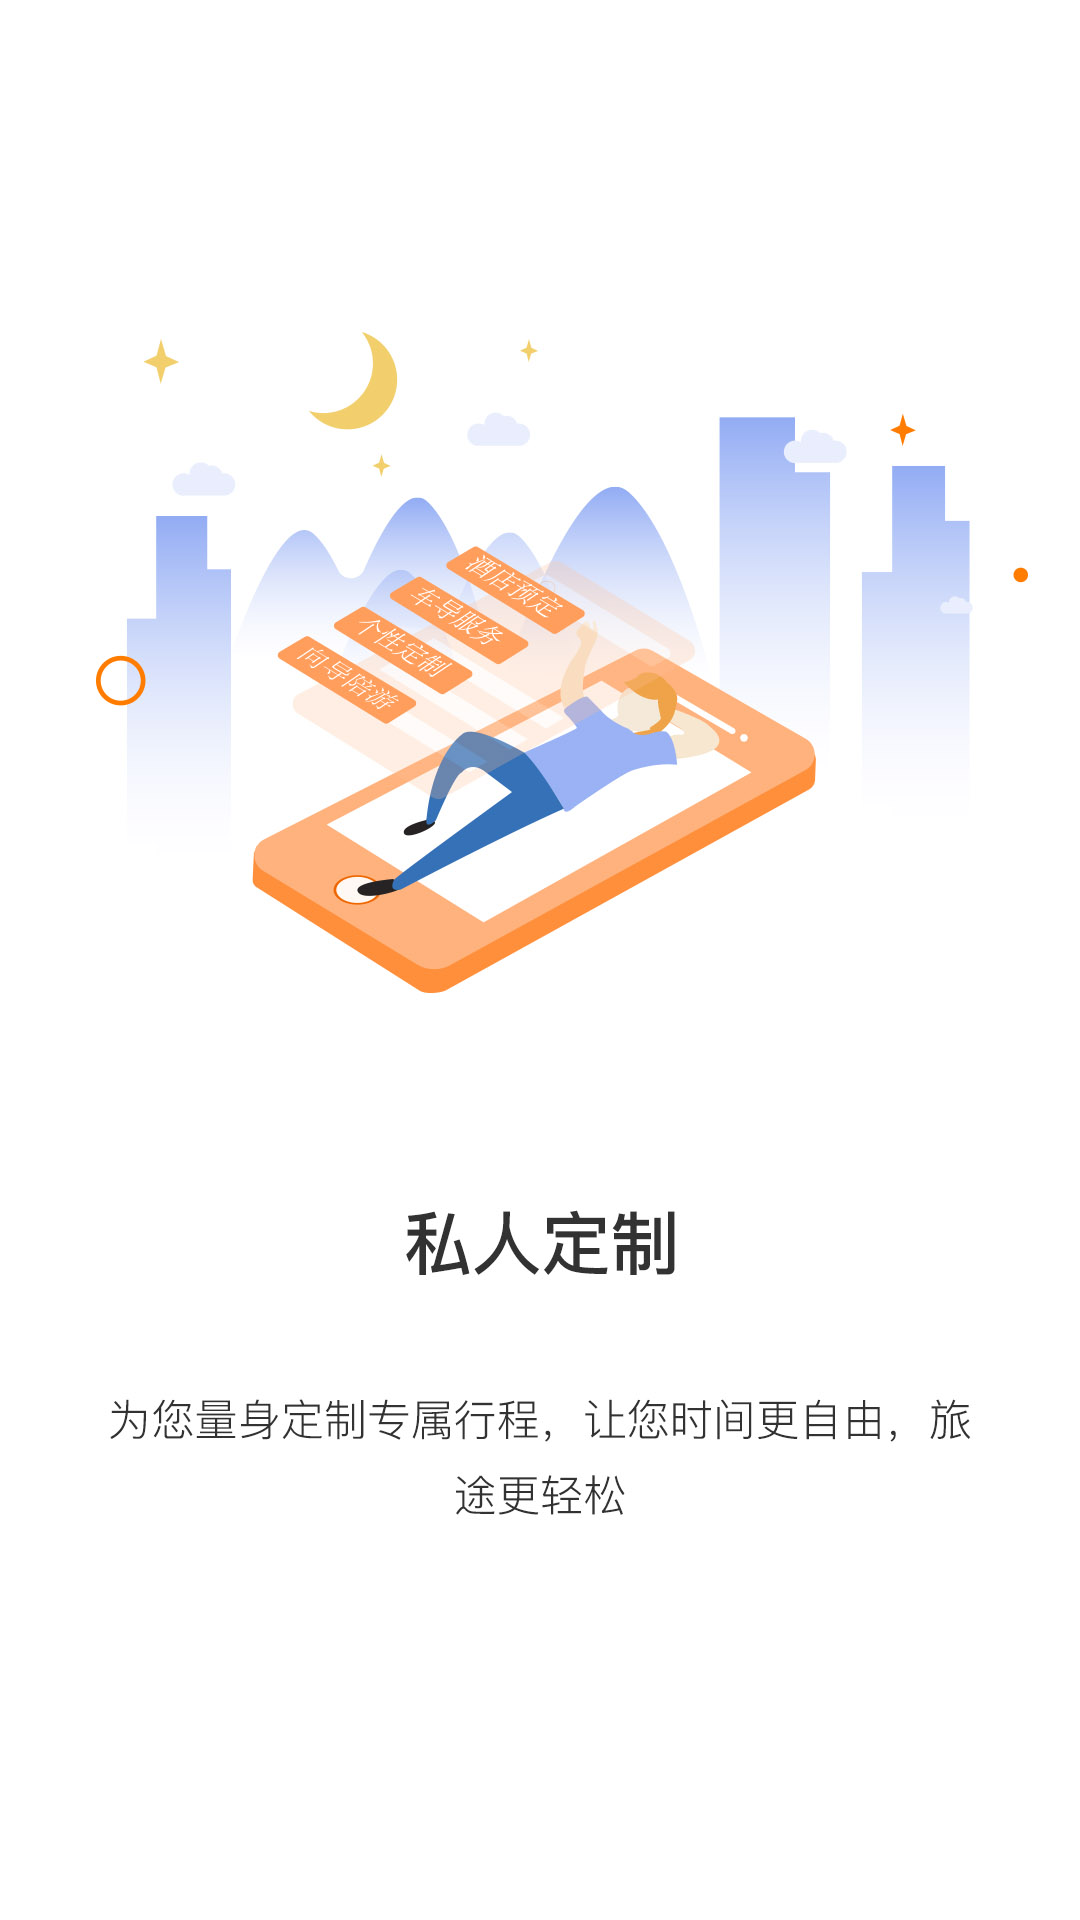 酒店预定
车导服务
个性定制
向导陪游
私人定制
为您量身定制专属行程，让您时间更自由，旅
途更轻松